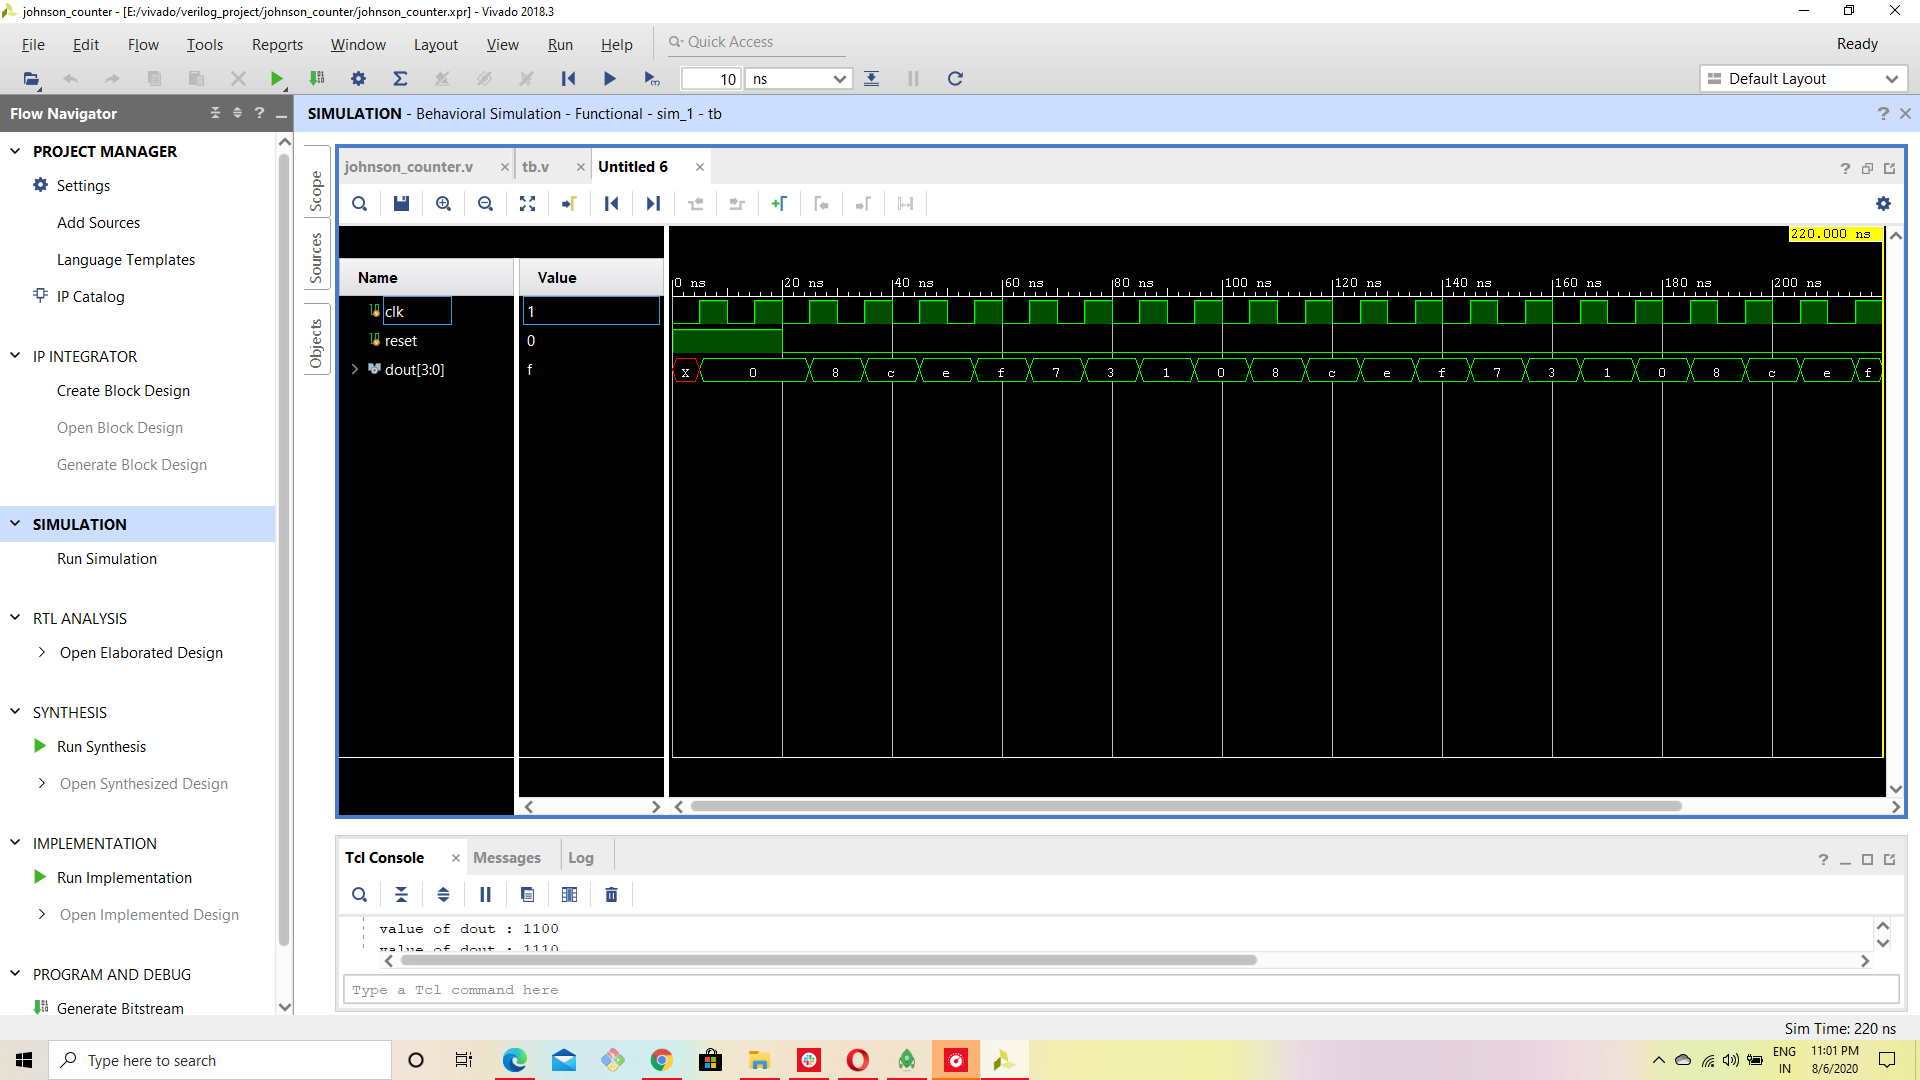 johnson_counter - [E:/vivado/verilog_project/johnson_counter/johnson_counter.xpr] - Vivado 2018.3
File Edit Flow Tools Reports Window Layout View Run Help Quick Access Ready
10 ns Default Layout
Flow Navigator
SIMULATION - Behavioral Simulation - Functional - sim_1 - tb
PROJECT MANAGER
Settings
Add Sources
Language Templates
IP Catalog
IP INTEGRATOR
Create Block Design
Open Block Design
Generate Block Design
SIMULATION
Run Simulation
RTL ANALYSIS
Open Elaborated Design
SYNTHESIS
Run Synthesis
Open Synthesized Design
IMPLEMENTATION
Run Implementation
Open Implemented Design
PROGRAM AND DEBUG
Generate Bitstream
Scope
Sources
Objects
johnson_counter.v tb.v Untitled 6
220.000 ns
Name Value
0 ns 20 ns 40 ns 60 ns 80 ns 100 ns 120 ns 140 ns 160 ns 180 ns 200 ns
clk 1
reset 0
dout[3:0] f X 0 8 c e f 7 3 1 0 8 c e f 7 3 1 0 8 c e f
Tcl Console Messages Log
value of dout : 1100
value of dout : 1110
Type a Tcl command here
Sim Time: 220 ns
Type here to search
ENG
IN
11:01 PM
8/6/2020